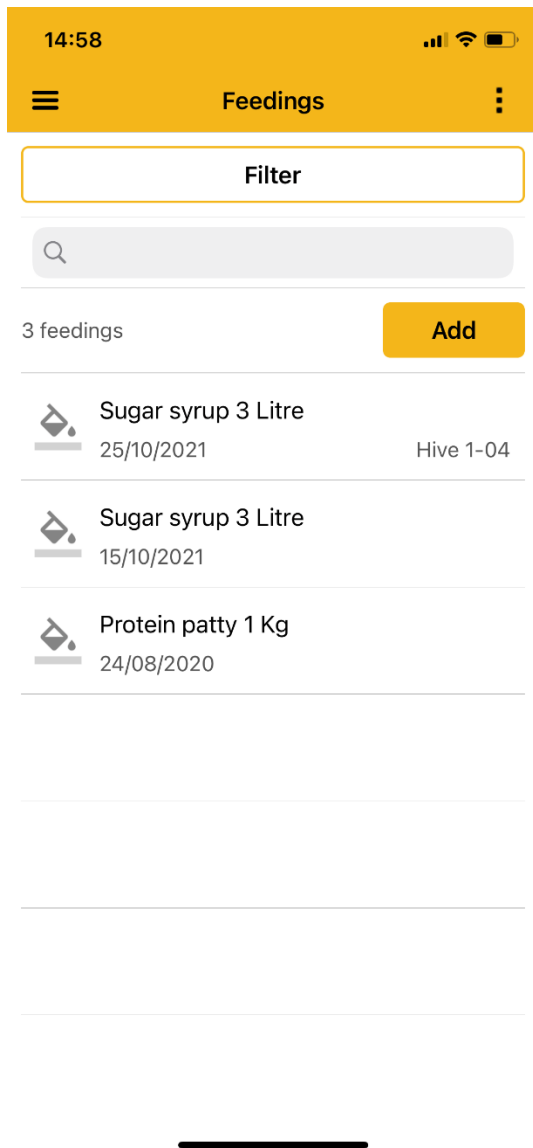 14:58
Feedings
Filter
3 feedings
Add
Sugar syrup 3 Litre
25/10/2021 Hive 1-04
Sugar syrup 3 Litre
15/10/2021
Protein patty 1 Kg
24/08/2020